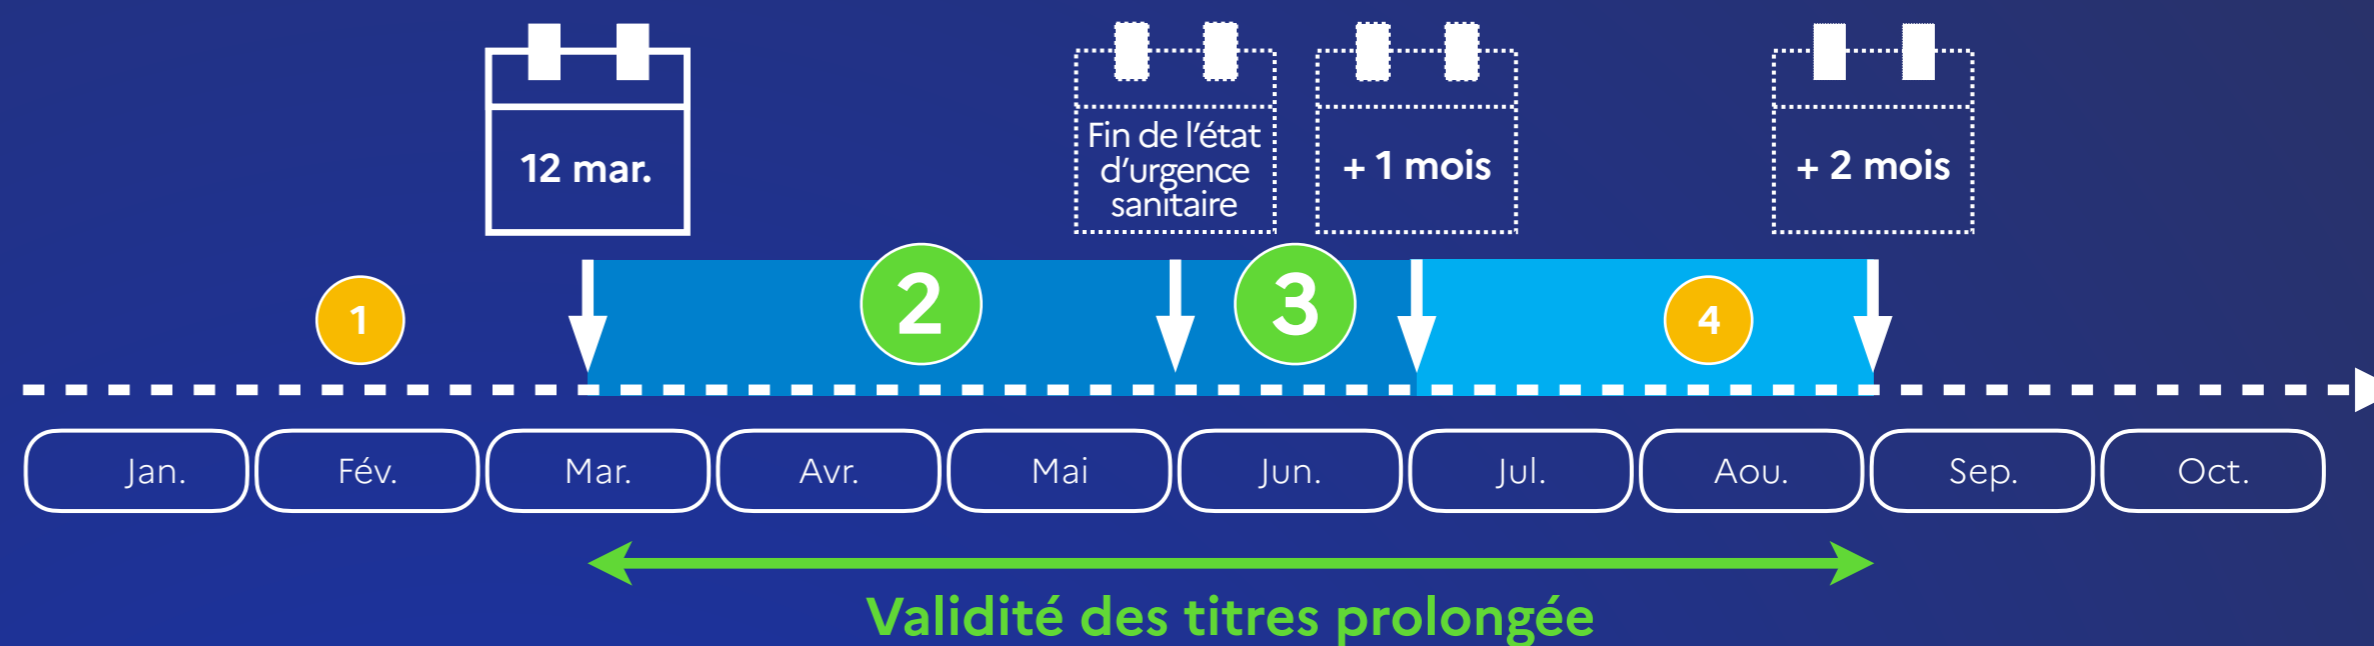 12 mar.
Fin de l'état
d'urgence
sanitaire
+ 1 mois
+ 2 mois
1
2
3
4
Jan.
Fév.
Mar.
Avr.
Mai
Jun.
Jul.
Aou.
Sep.
Oct.
Validité des titres prolongée